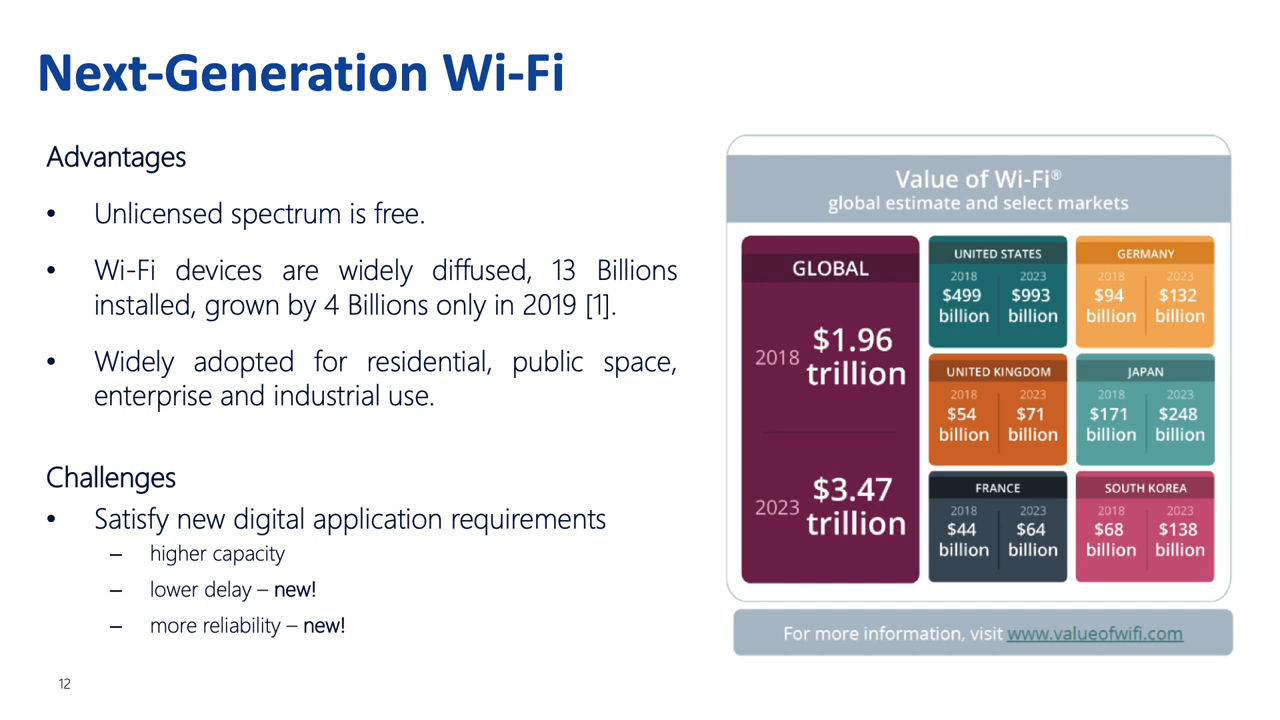 Next-Generation Wi-Fi
Advantages
• Unlicensed spectrum is free.
• Wi-Fi devices are widely diffused, 13 Billions
installed, grown by 4 Billions only in 2019 [1].
• Widely adopted for residential, public space,
enterprise and industrial use.
Challenges
• Satisfy new digital application requirements
– higher capacity
– lower delay – new!
– more reliability – new!
12
Value of Wi-Fi®
global estimate and select markets
GLOBAL
2018 $1.96
trillion
2023 $3.47
trillion
UNITED STATES
2018 2023
$499 $993
billion billion
GERMANY
2018 2023
$94 $132
billion billion
UNITED KINGDOM
2018 2023
$54 $71
billion billion
JAPAN
2018 2023
$171 $248
billion billion
FRANCE
2018 2023
$44 $64
billion billion
SOUTH KOREA
2018 2023
$68 $138
billion billion
For more information, visit www.valueofwifi.com